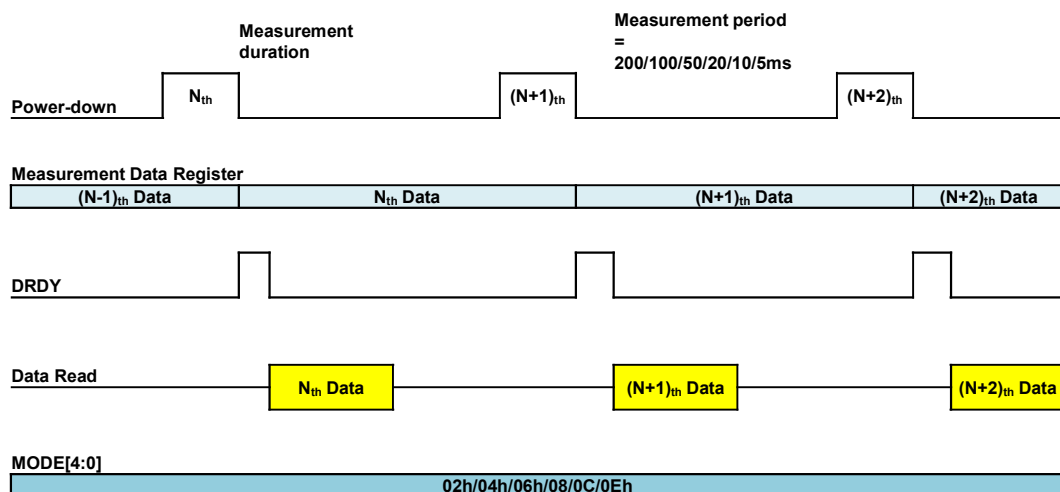 Measurement
duration
Measurement period
=
200/100/50/20/10/5ms
Power-down
Nth
(N+1)th
(N+2)th
Measurement Data Register
(N-1)th Data
Nth Data
(N+1)th Data
(N+2)th Data
DRDY
Data Read
Nth Data
(N+1)th Data
(N+2)th Data
MODE[4:0]
02h/04h/06h/08/0C/0Eh